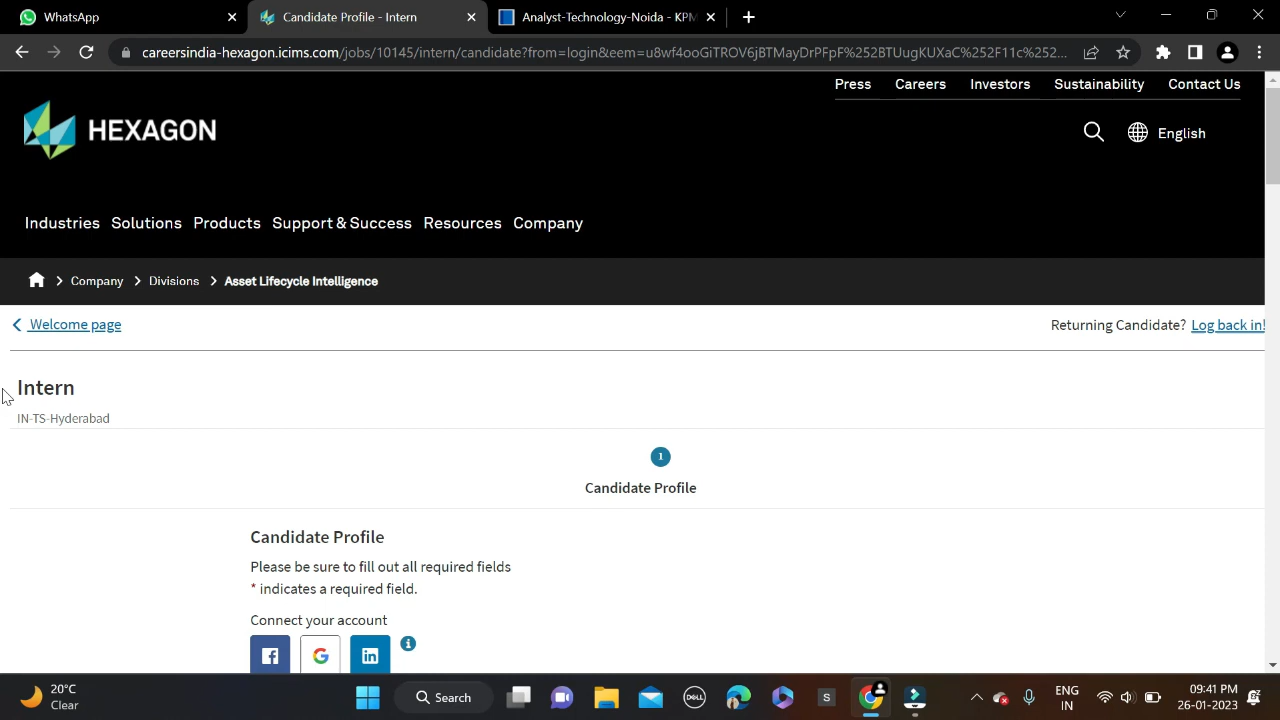 WhatsApp
Candidate Profile - Intern
Analyst-Technology-Noida - KPM
careersindia-hexagon.icims.com/jobs/10145/intern/candidate?from=login&eem=u8wf4ooGiTROV6jBTMayDrPFpF%252BTUugKUXaC%252F11c%252...
Press Careers Investors Sustainability Contact Us
HEXAGON
English
Industries Solutions Products Support & Success Resources Company
Company > Divisions > Asset Lifecycle Intelligence
Welcome page
Returning Candidate? Log back in!
Intern
IN-TS-Hyderabad
1
Candidate Profile
Candidate Profile
Please be sure to fill out all required fields
* indicates a required field.
Connect your account
20°C
Clear
Search
DELL
S
ENG
IN
09:41 PM
26-01-2023